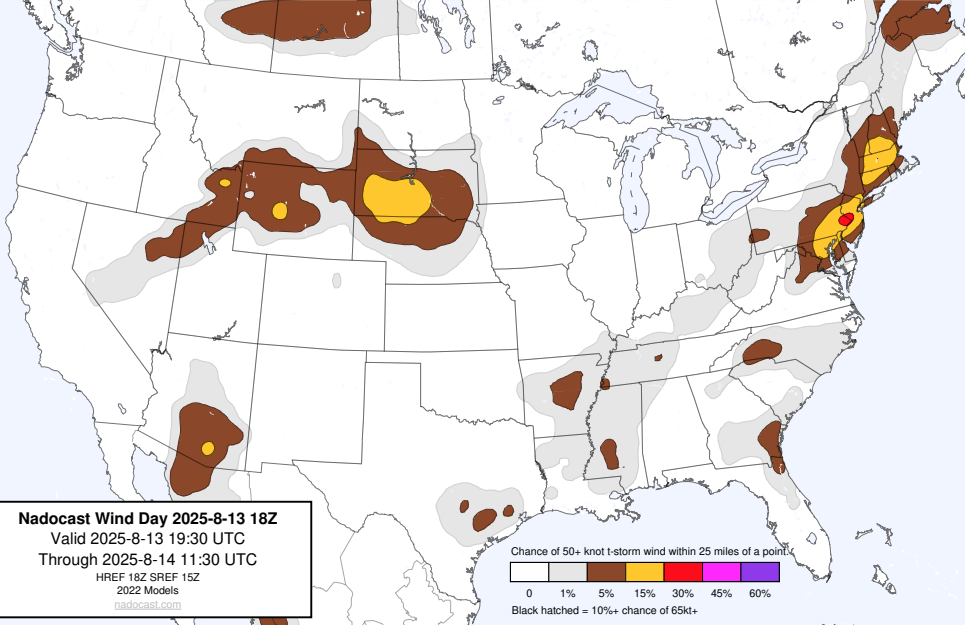 Nadocast Wind Day 2025-8-13 18Z
Valid 2025-8-13 19:30 UTC
Through 2025-8-14 11:30 UTC
HREF 18Z SREF 15Z
2022 Models
nadocast.com
Chance of 50+ knot t-storm wind within 25 miles of a point.
0 1% 5% 15% 30% 45% 60%
Black hatched = 10%+ chance of 65kt+